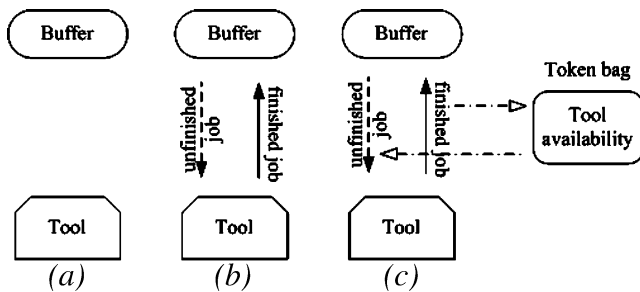 Buffer
Buffer
Buffer
Token bag
Tool
availability
unfinished
job
finished job
unfinished
job
finished job
Tool
Tool
Tool
(a)
(b)
(c)